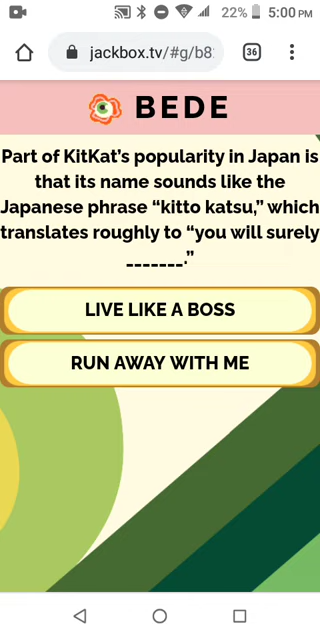 22% 5:00 PM
jackbox.tv/#g/b8
36
BEDE
Part of KitKat’s popularity in Japan is
that its name sounds like the
Japanese phrase “kitto katsu,” which
translates roughly to “you will surely
_______.”
LIVE LIKE A BOSS
RUN AWAY WITH ME